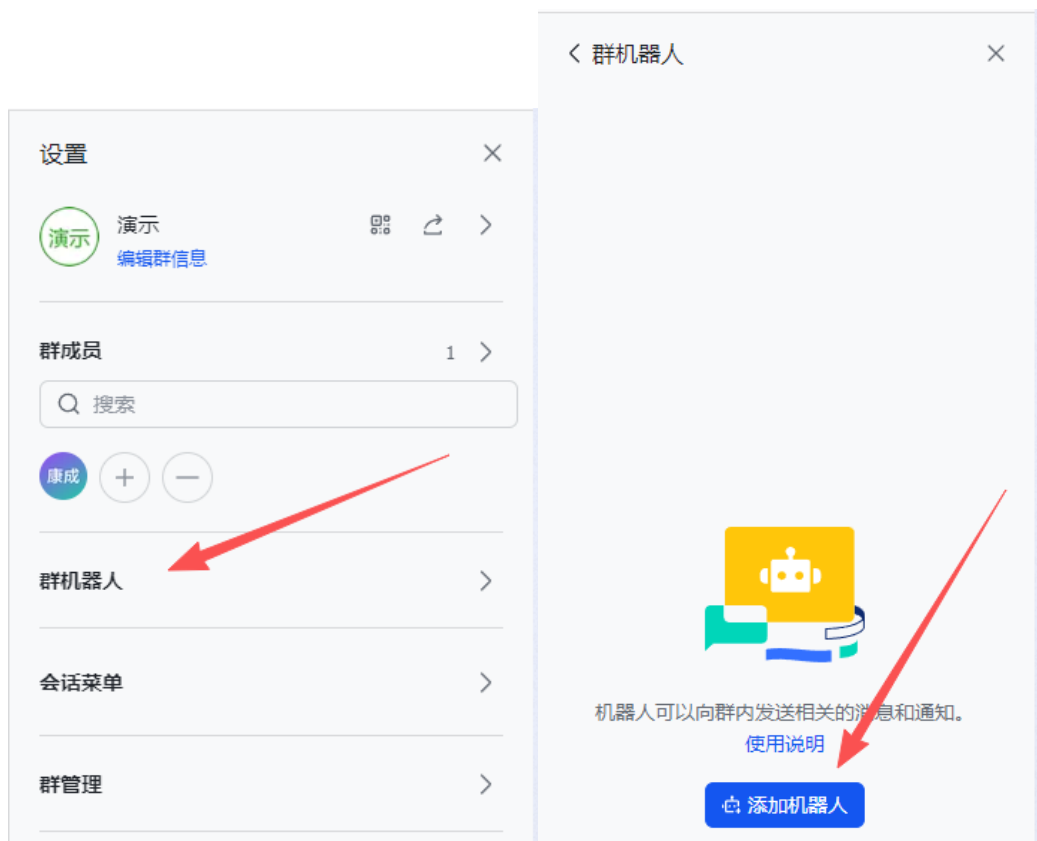 设置
演示
演示
编辑群信息
群成员
1
搜索
康成
群机器人
会话菜单
群管理
群机器人
机器人可以向群内发送相关的消息和通知。
使用说明
添加机器人